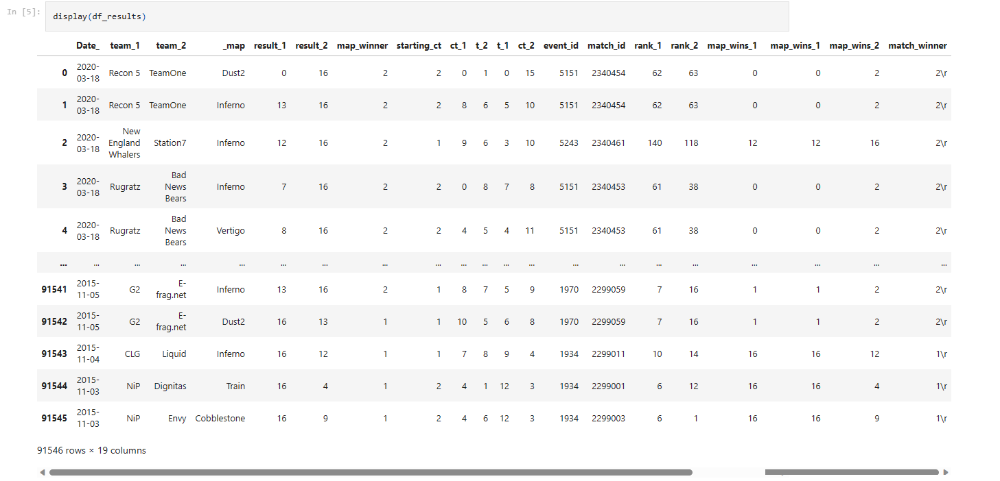 In [5]:
display(df_results)
Date_ team_1 team_2 _map result_1 result_2 map_winner starting_ct ct_1 t_2 t_1 ct_2 event_id match_id rank_1 rank_2 map_wins_1 map_wins_1 map_wins_2 match_winner
0 2020-03-18 Recon 5 TeamOne Dust2 0 16 2 2 0 1 0 15 5151 2340454 62 63 0 0 2 2\r
1 2020-03-18 Recon 5 TeamOne Inferno 13 16 2 2 8 6 5 10 5151 2340454 62 63 0 0 2 2\r
2 2020-03-18 New England Whalers Station7 Inferno 12 16 2 1 9 6 3 10 5243 2340461 140 118 12 12 16 2\r
3 2020-03-18 Rugratz Bad News Bears Inferno 7 16 2 2 0 8 7 8 5151 2340453 61 38 0 0 2 2\r
4 2020-03-18 Rugratz Bad News Bears Vertigo 8 16 2 2 4 5 4 11 5151 2340453 61 38 0 0 2 2\r
... ... ... ... ... ... ... ... ... ... ... ... ... ... ... ... ... ... ... ... ...
91541 2015-11-05 G2 E-frag.net Inferno 13 16 2 1 8 7 5 9 1970 2299059 7 16 1 1 2 2\r
91542 2015-11-05 G2 E-frag.net Dust2 16 13 1 1 10 5 6 8 1970 2299059 7 16 1 1 2 2\r
91543 2015-11-04 CLG Liquid Inferno 16 12 1 1 7 8 9 4 1934 2299011 10 14 16 16 12 1\r
91544 2015-11-03 NiP Dignitas Train 16 4 1 2 4 1 12 3 1934 2299001 6 12 16 16 4 1\r
91545 2015-11-03 NiP Envy Cobblestone 16 9 1 2 4 6 12 3 1934 2299003 6 1 16 16 9 1\r
91546 rows × 19 columns